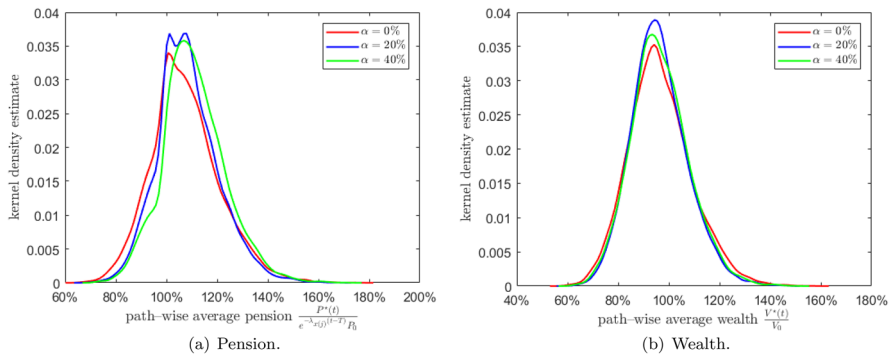 0.04
0.035
0.03
0.025
0.02
0.015
0.01
0.005
0
kernel density estimate
α = 0%
α = 20%
α = 40%
60% 80% 100% 120% 140% 160% 180% 200%
path–wise average pension P*(t) / e^{-λ_{x(j)}(t-T)} P_0
(a) Pension.
0.04
0.035
0.03
0.025
0.02
0.015
0.01
0.005
0
kernel density estimate
α = 0%
α = 20%
α = 40%
40% 60% 80% 100% 120% 140% 160% 180%
path–wise average wealth V*(t) / V_0
(b) Wealth.